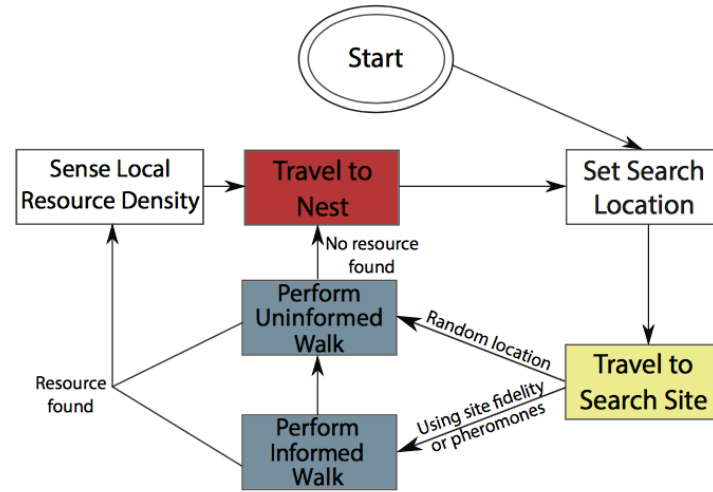 Start
Sense Local
Resource Density
Travel to
Nest
Set Search
Location
No resource
found
Perform
Uninformed
Walk
Random location
Travel to
Search Site
Resource
found
Using site fidelity
or pheromones
Perform
Informed
Walk